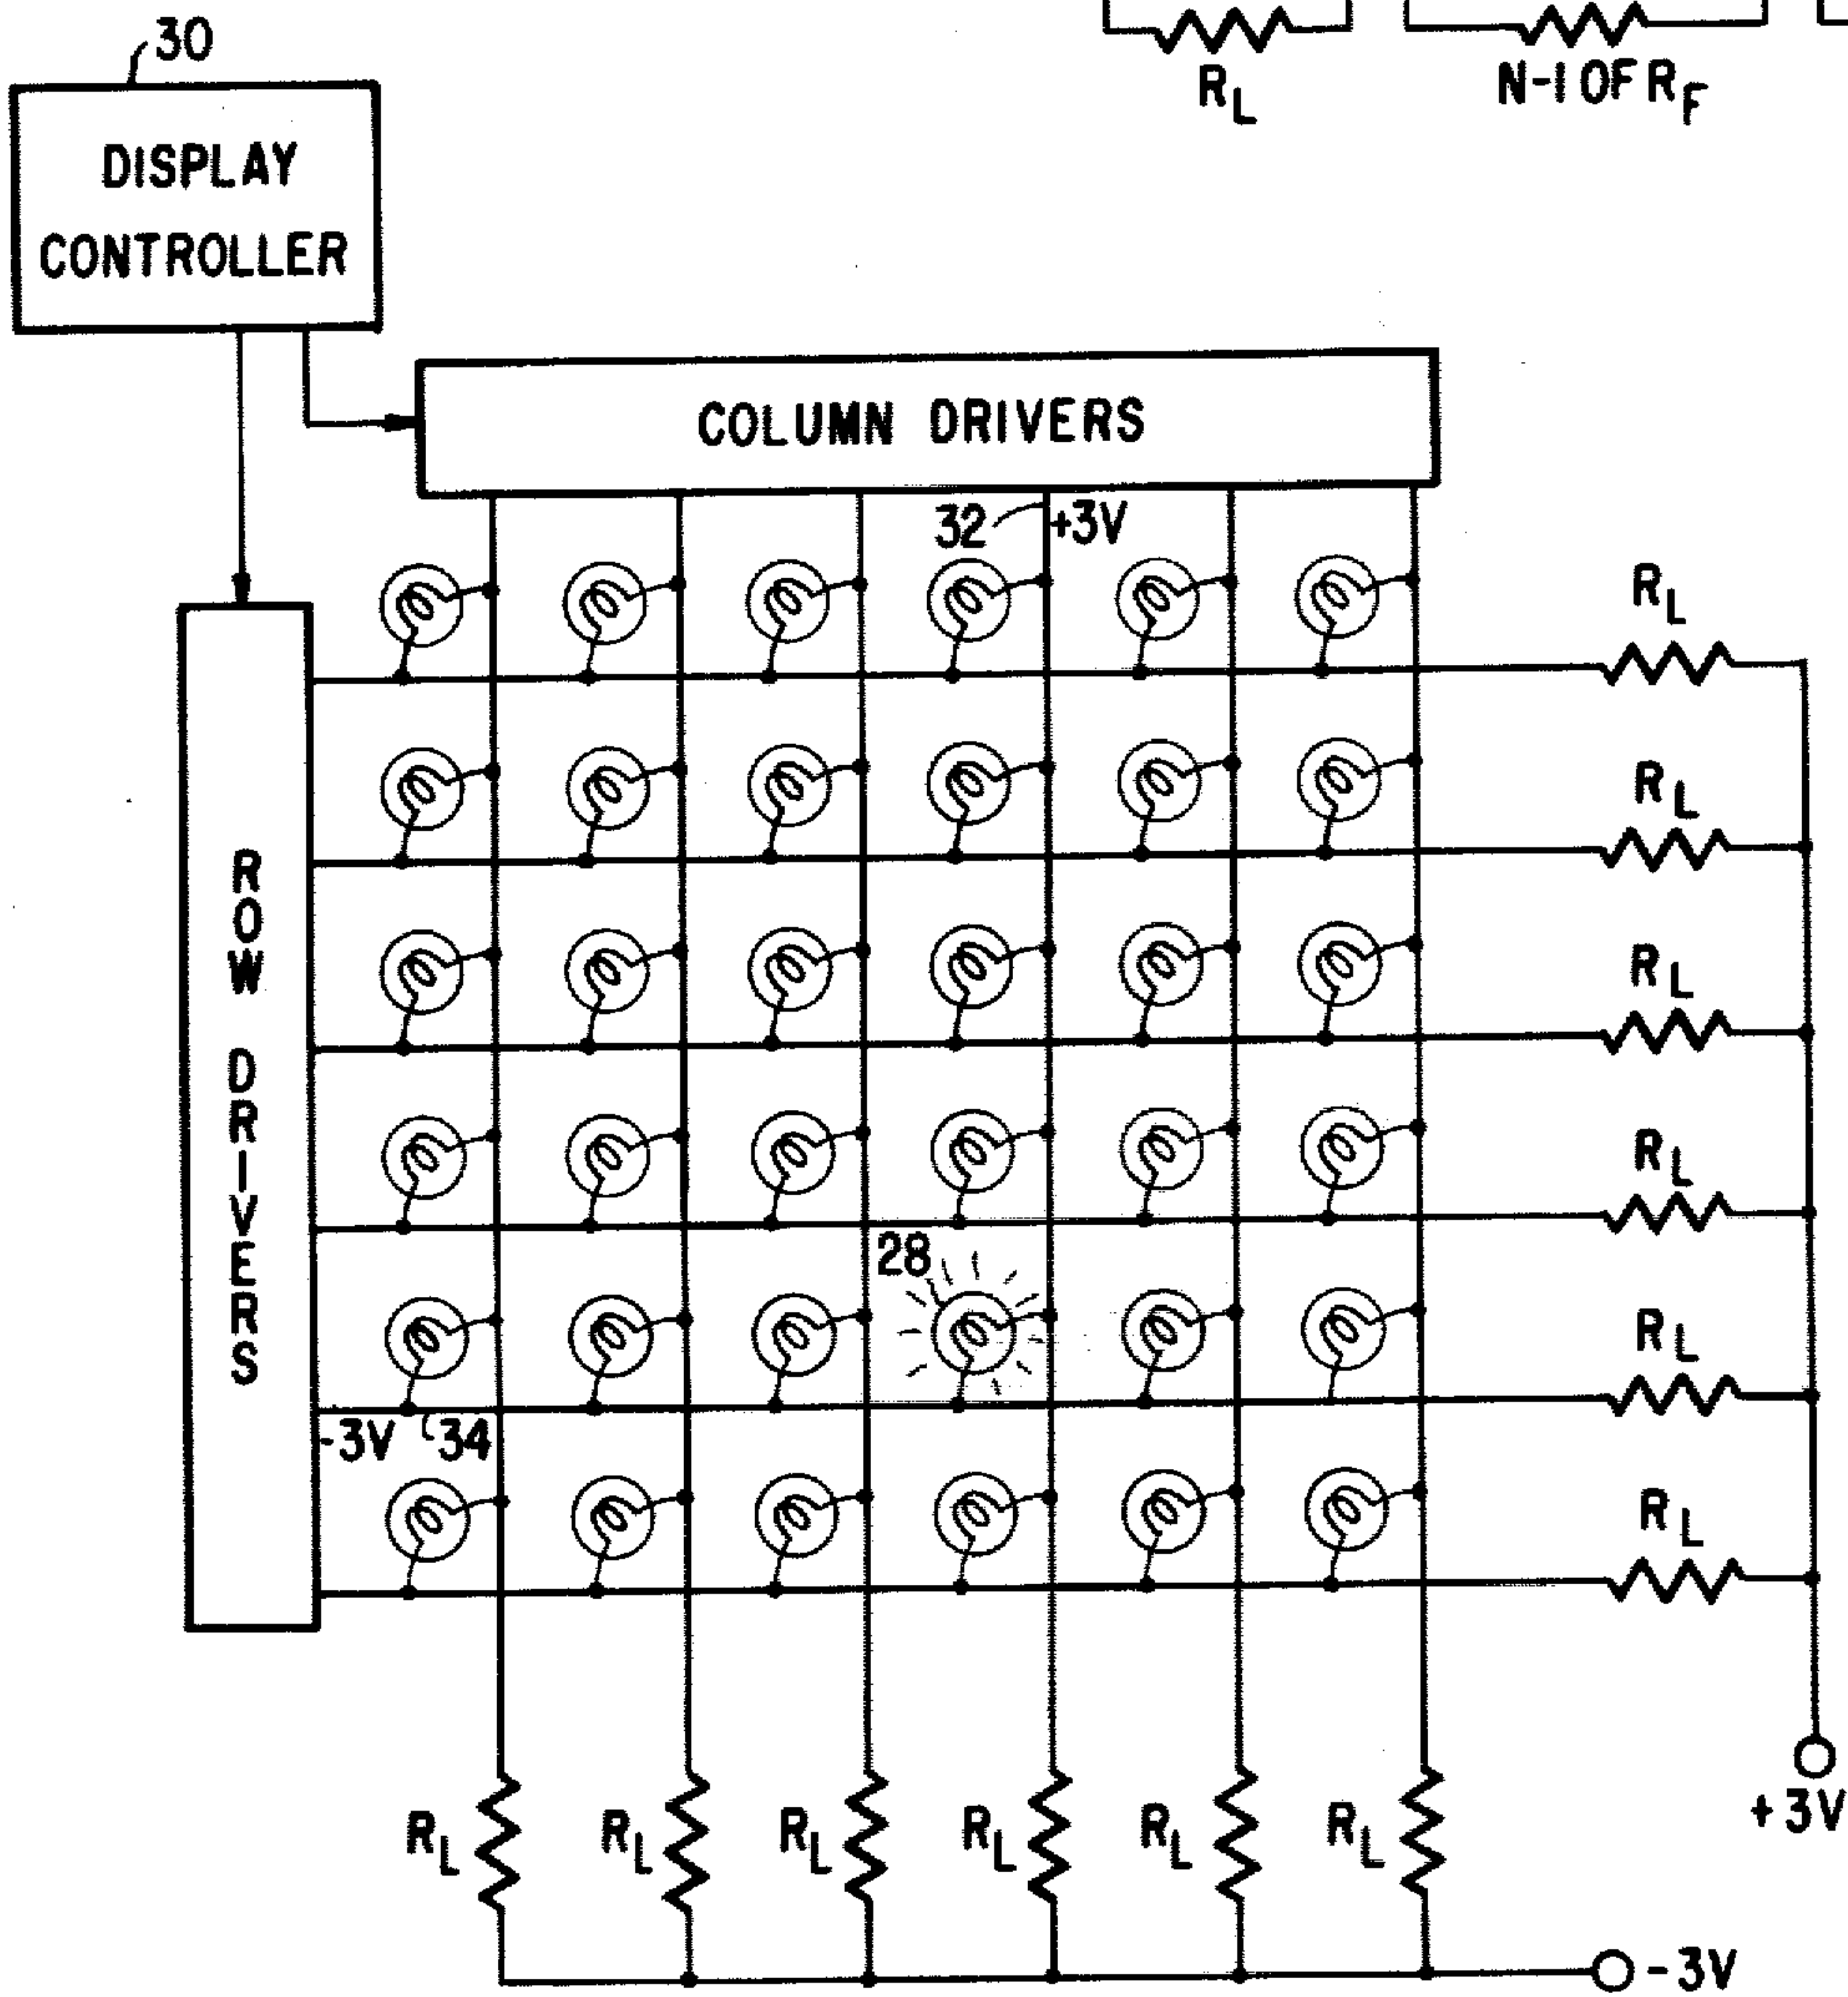 30
R_L
N-1 OF R_F
DISPLAY
CONTROLLER
COLUMN DRIVERS
32
+3V
R_L
R_L
R_L
R_L
R_L
R_L
ROW DRIVERS
28
-3V
34
R_L
R_L
R_L
R_L
R_L
R_L
+3V
-3V